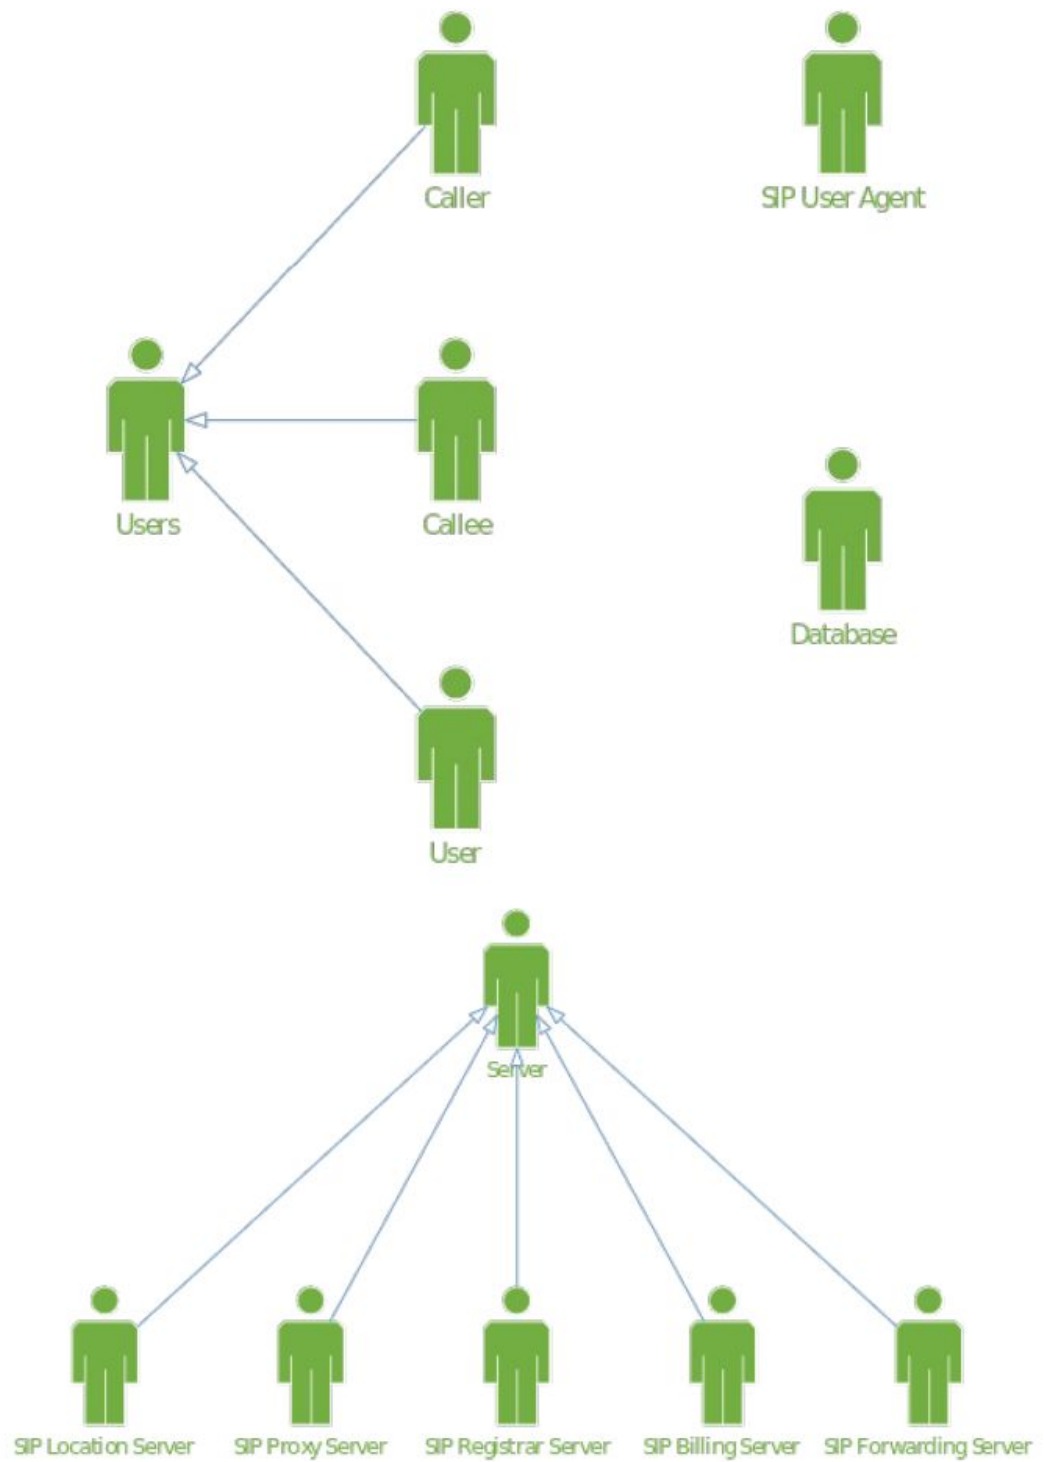 Caller
SIP User Agent
Users
Callee
Database
User
Server
SIP Location Server
SIP Proxy Server
SIP Registrar Server
SIP Billing Server
SIP Forwarding Server